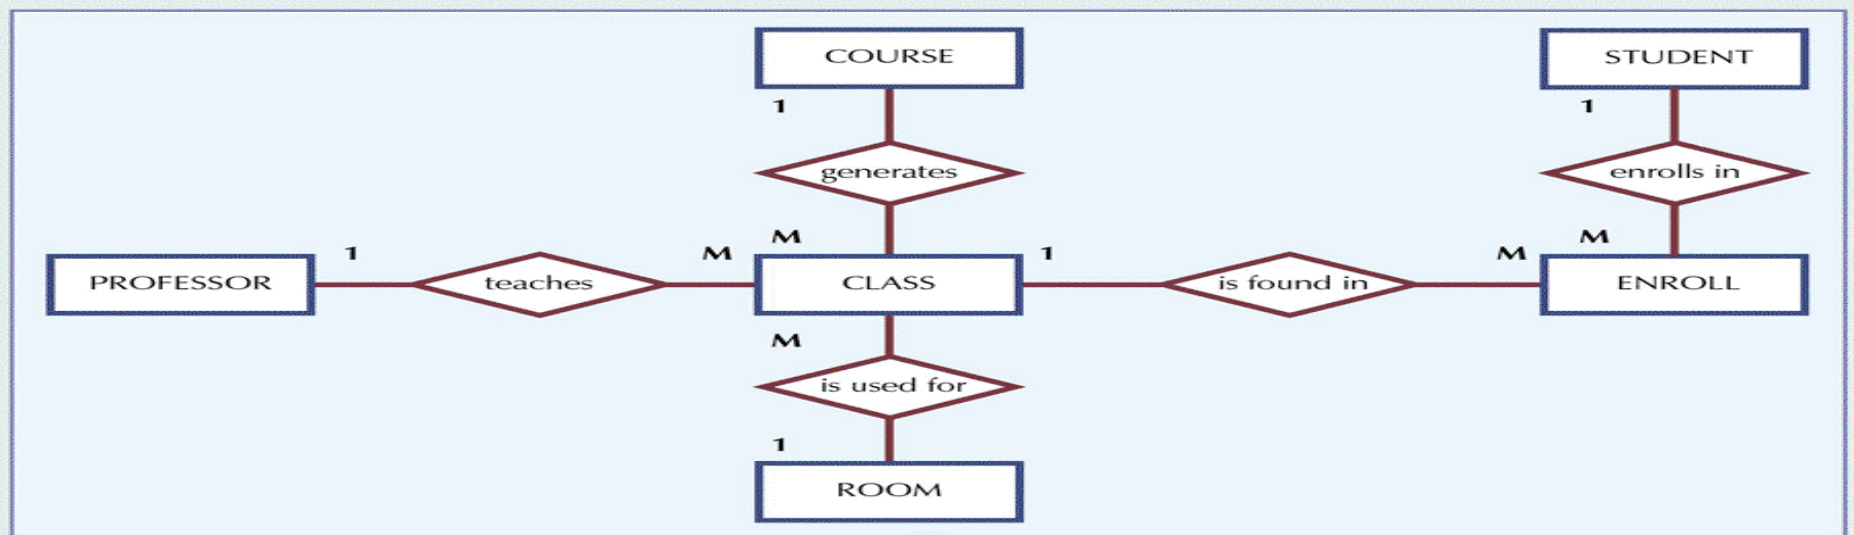 COURSE
STUDENT
1
1
generates
enrolls in
M
M
PROFESSOR
1
teaches
M
CLASS
1
is found in
M
ENROLL
M
is used for
1
ROOM